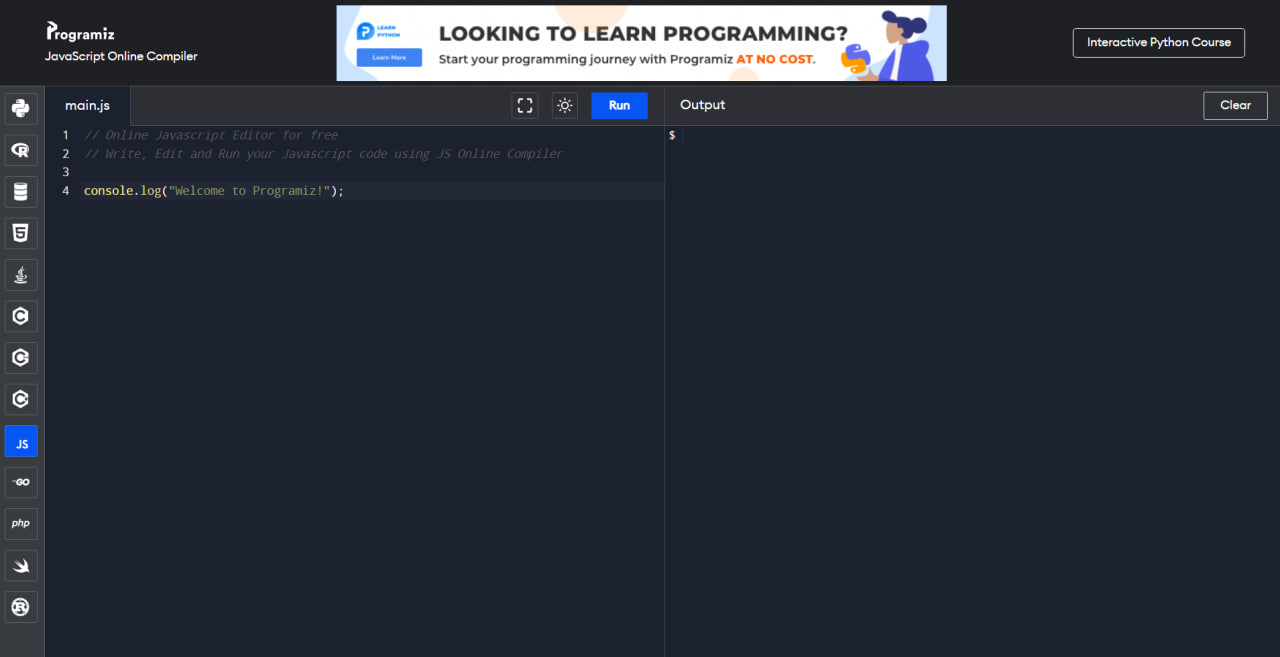 Programiz
JavaScript Online Compiler
LEARN
PYTHON
Learn More
LOOKING TO LEARN PROGRAMMING?
Start your programming journey with Programiz AT NO COST.
Interactive Python Course
main.js
Run
Output
Clear
1 // Online Javascript Editor for free
2 // Write, Edit and Run your Javascript code using JS Online Compiler
3
4 console.log("Welcome to Programiz!");
$
R
5
C
C
C
JS
GO
php
R